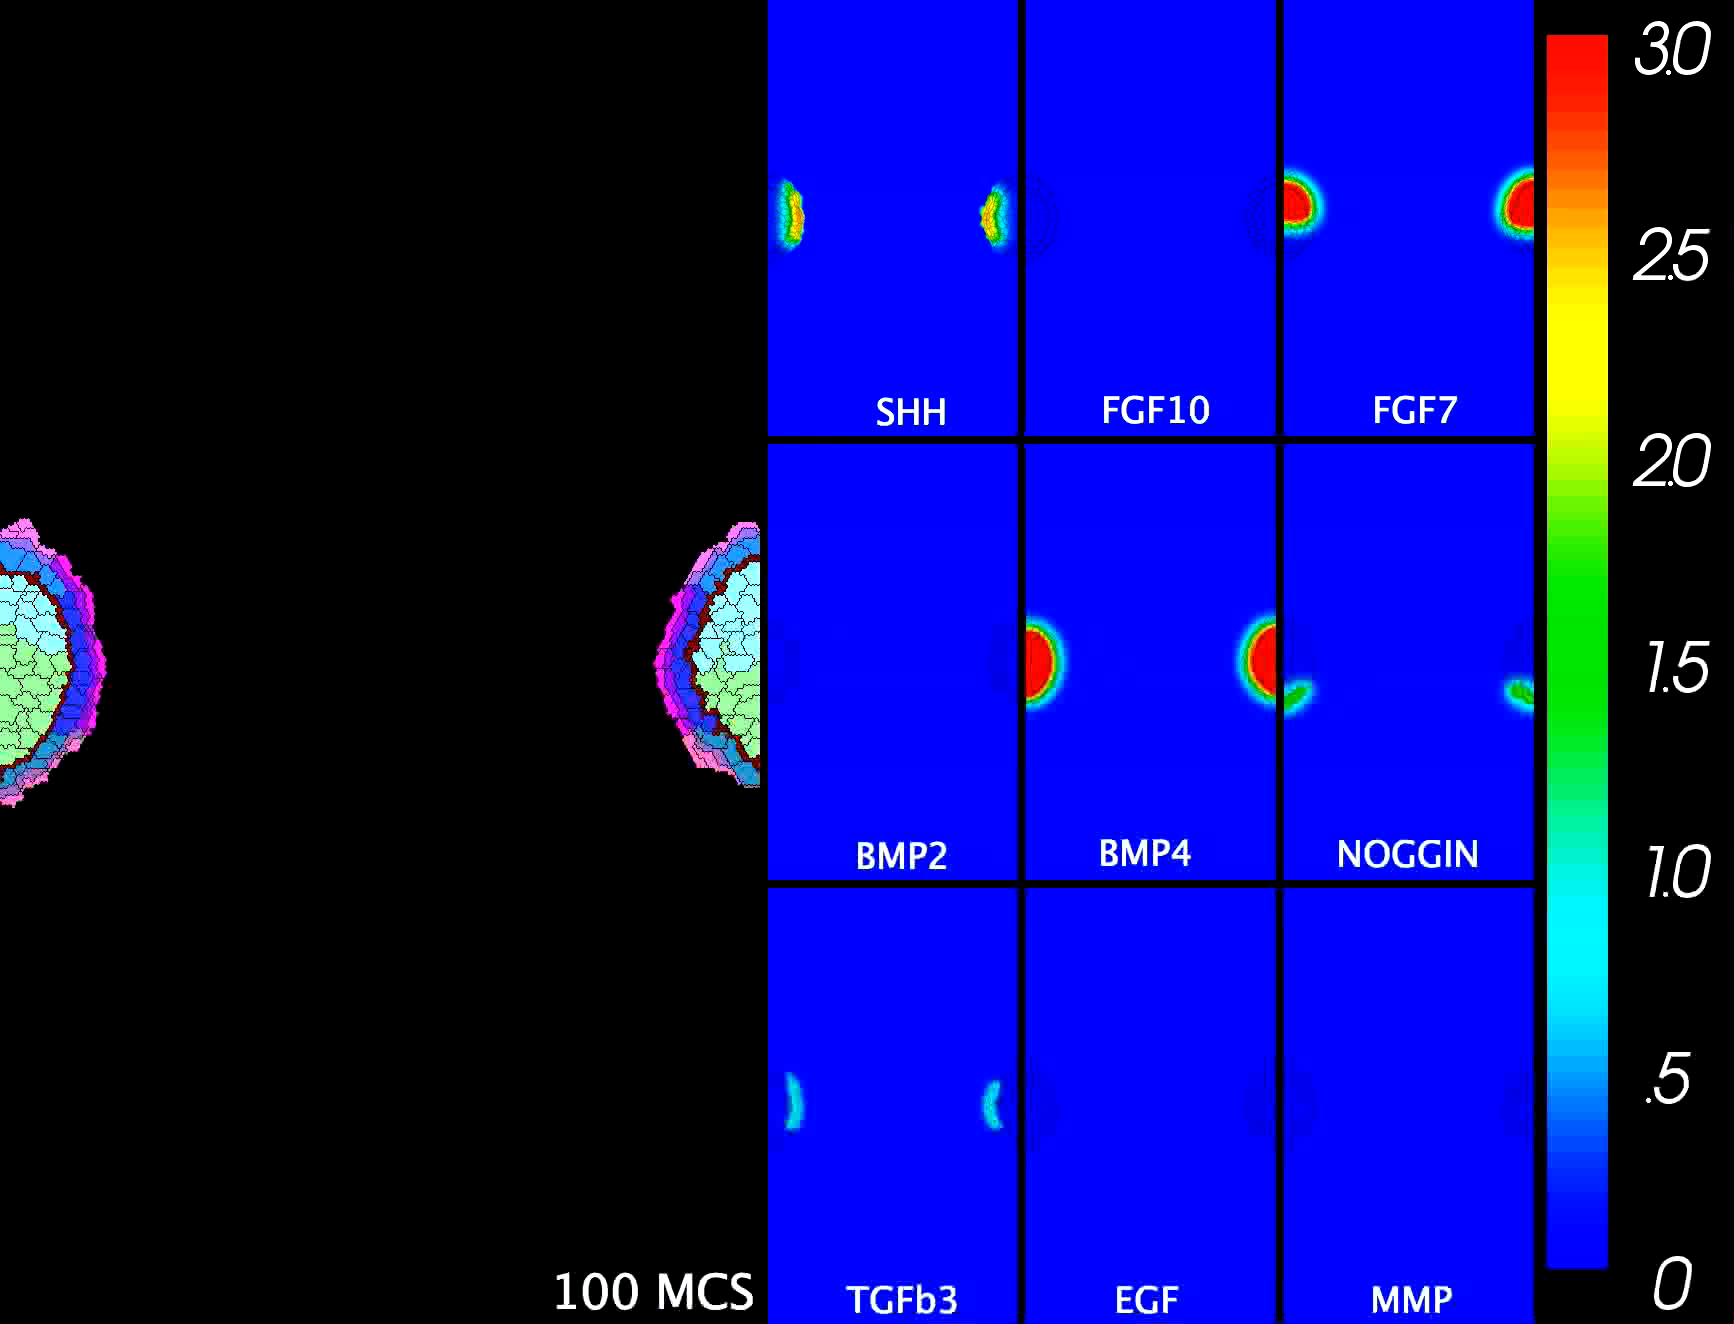 SHH
FGF10
FGF7
BMP2
BMP4
NOGGIN
TGFb3
EGF
MMP
100 MCS
3.0
2.5
2.0
1.5
1.0
.5
0